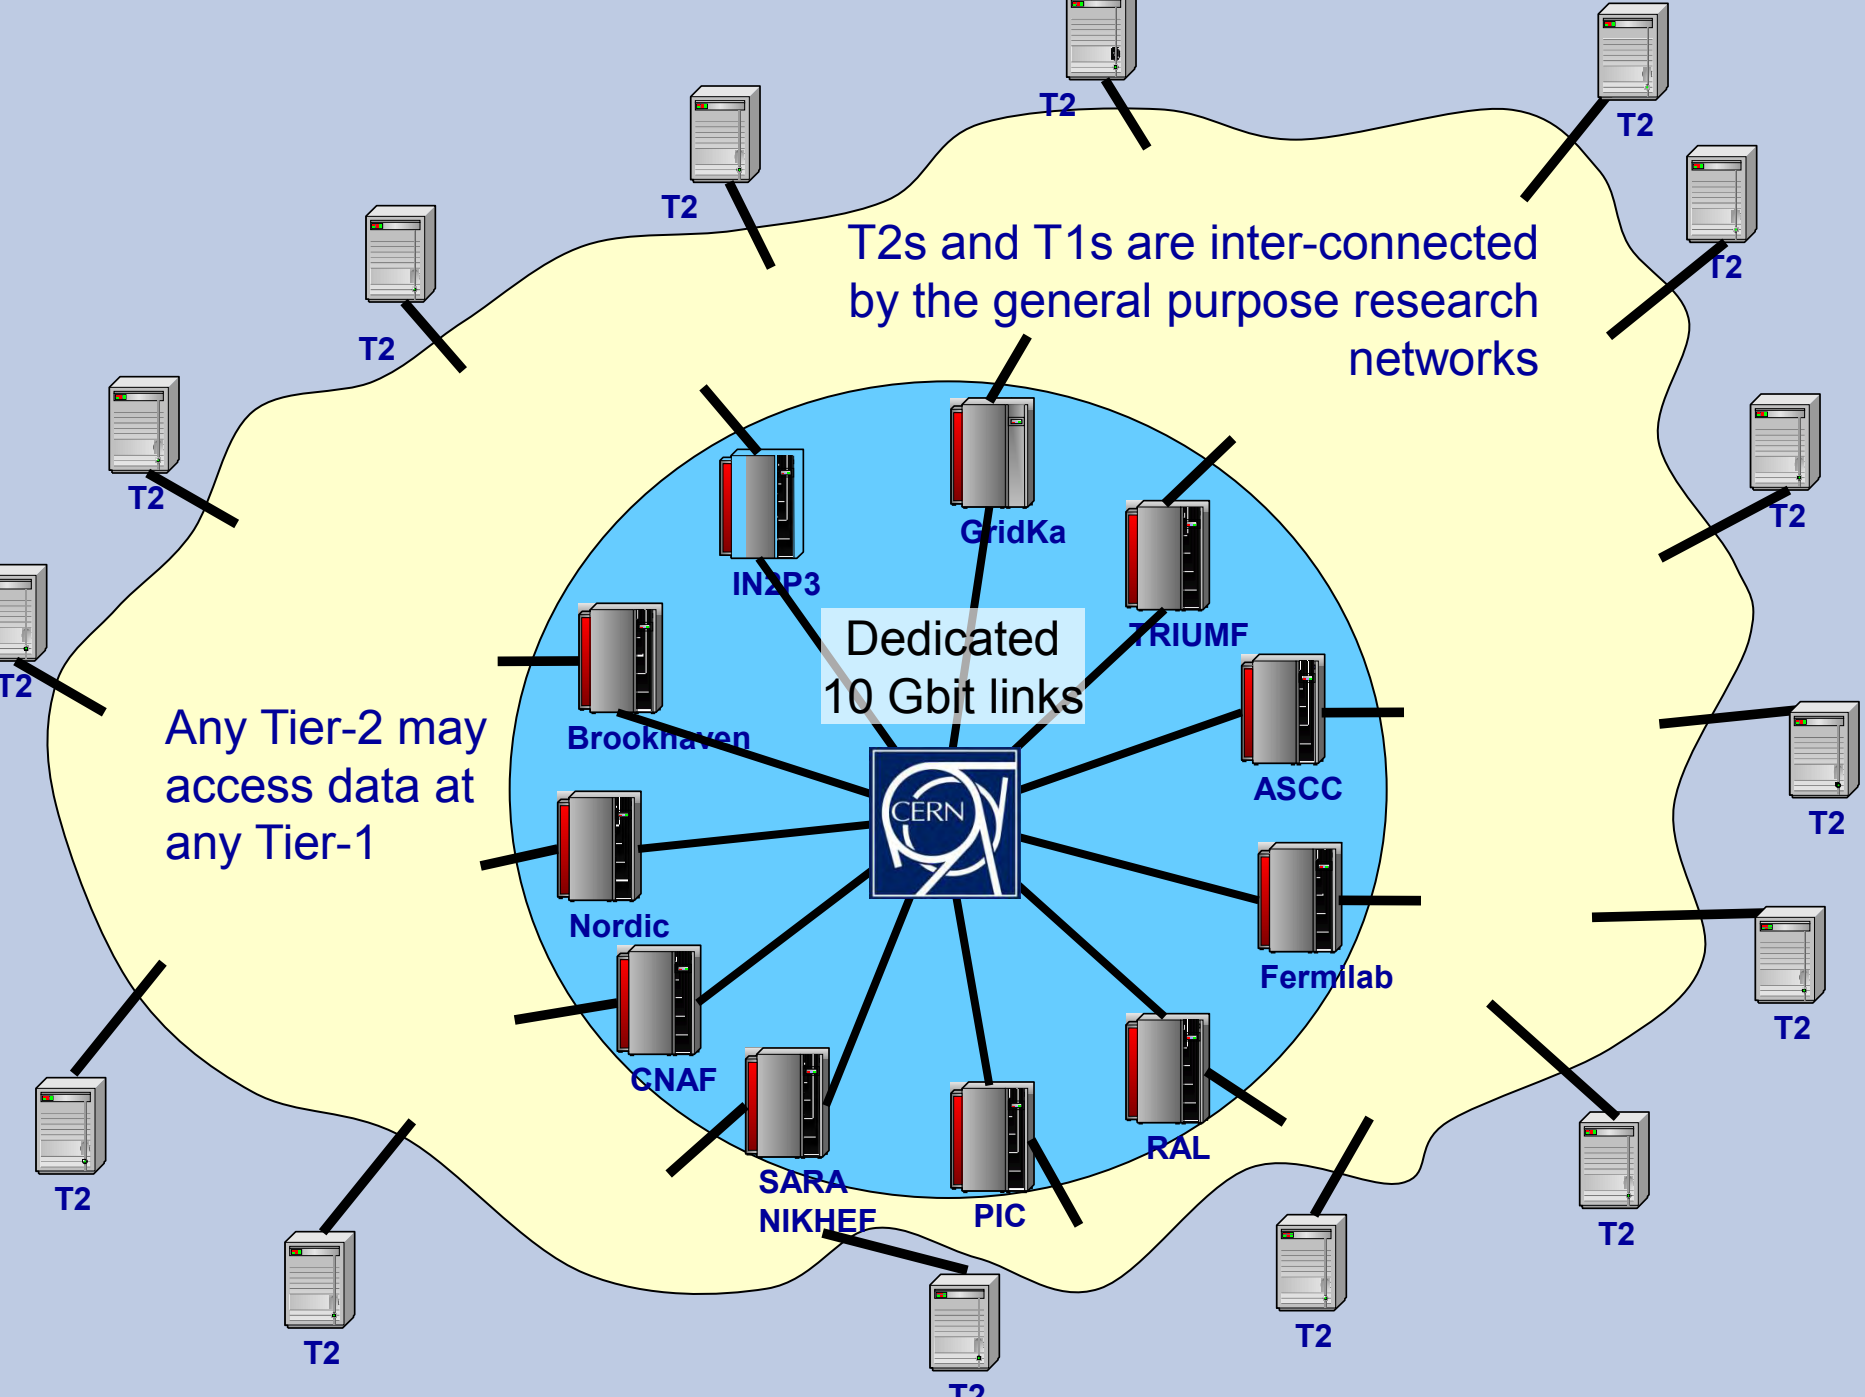 T2
T2
T2
T2
T2
T2s and T1s are inter-connected
by the general purpose research
networks
T2
T2
T2
T2
GridKa
IN2P3
TRIUMF
Dedicated
10 Gbit links
T2
Any Tier-2 may
access data at
any Tier-1
Brookhaven
ASCC
CERN
T2
Nordic
Fermilab
T2
CNAF
RAL
SARA
NIKHEF
PIC
T2
T2
T2
T2
T2